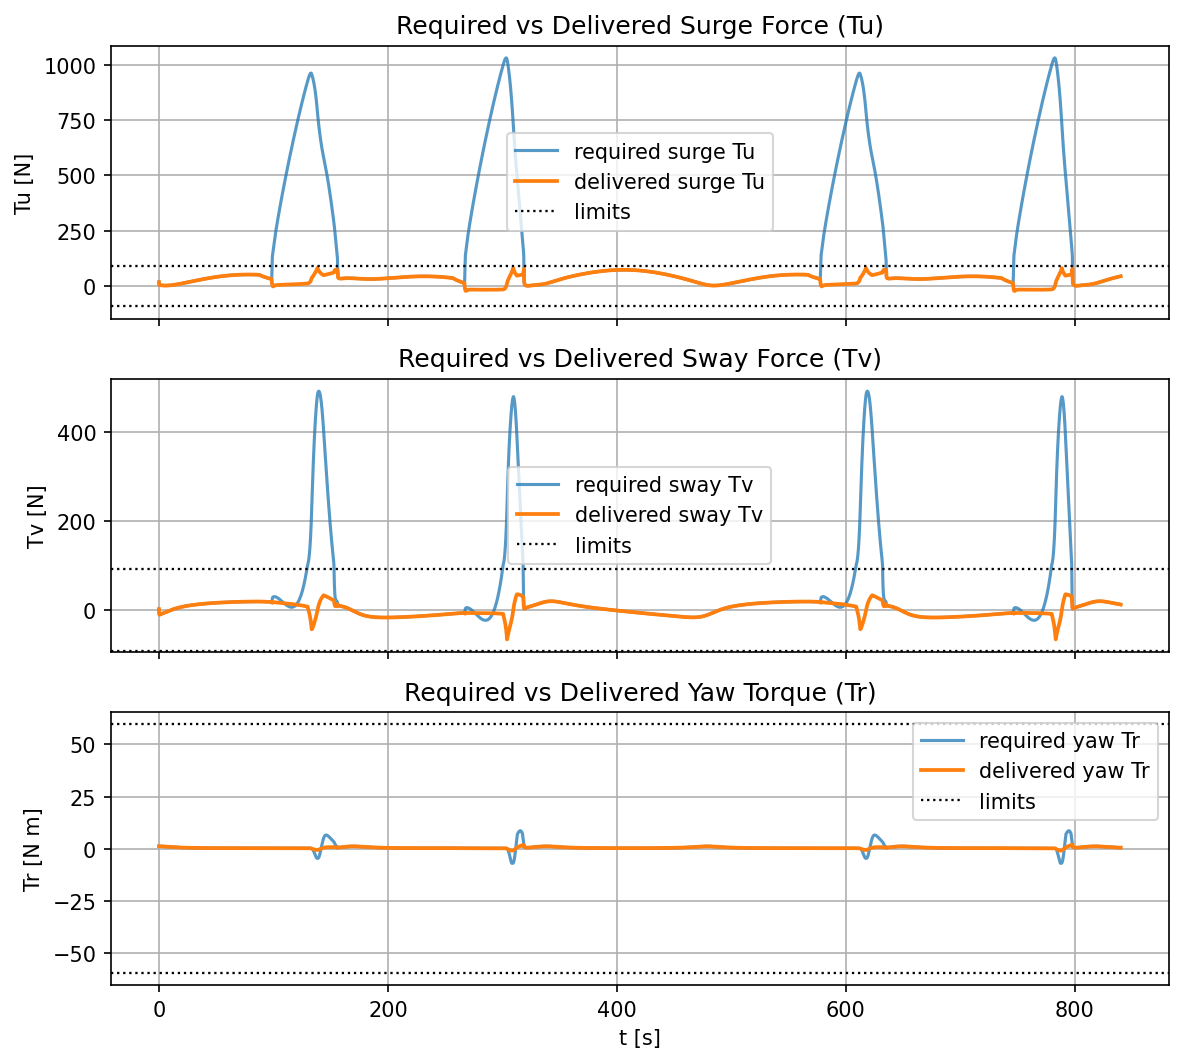 Required vs Delivered Surge Force (Tu)
1000
750
500
250
0
Tu [N]
required surge Tu
delivered surge Tu
limits
Required vs Delivered Sway Force (Tv)
400
200
0
Tv [N]
required sway Tv
delivered sway Tv
limits
Required vs Delivered Yaw Torque (Tr)
50
25
0
−25
−50
Tr [N m]
required yaw Tr
delivered yaw Tr
limits
0 200 400 600 800
t [s]